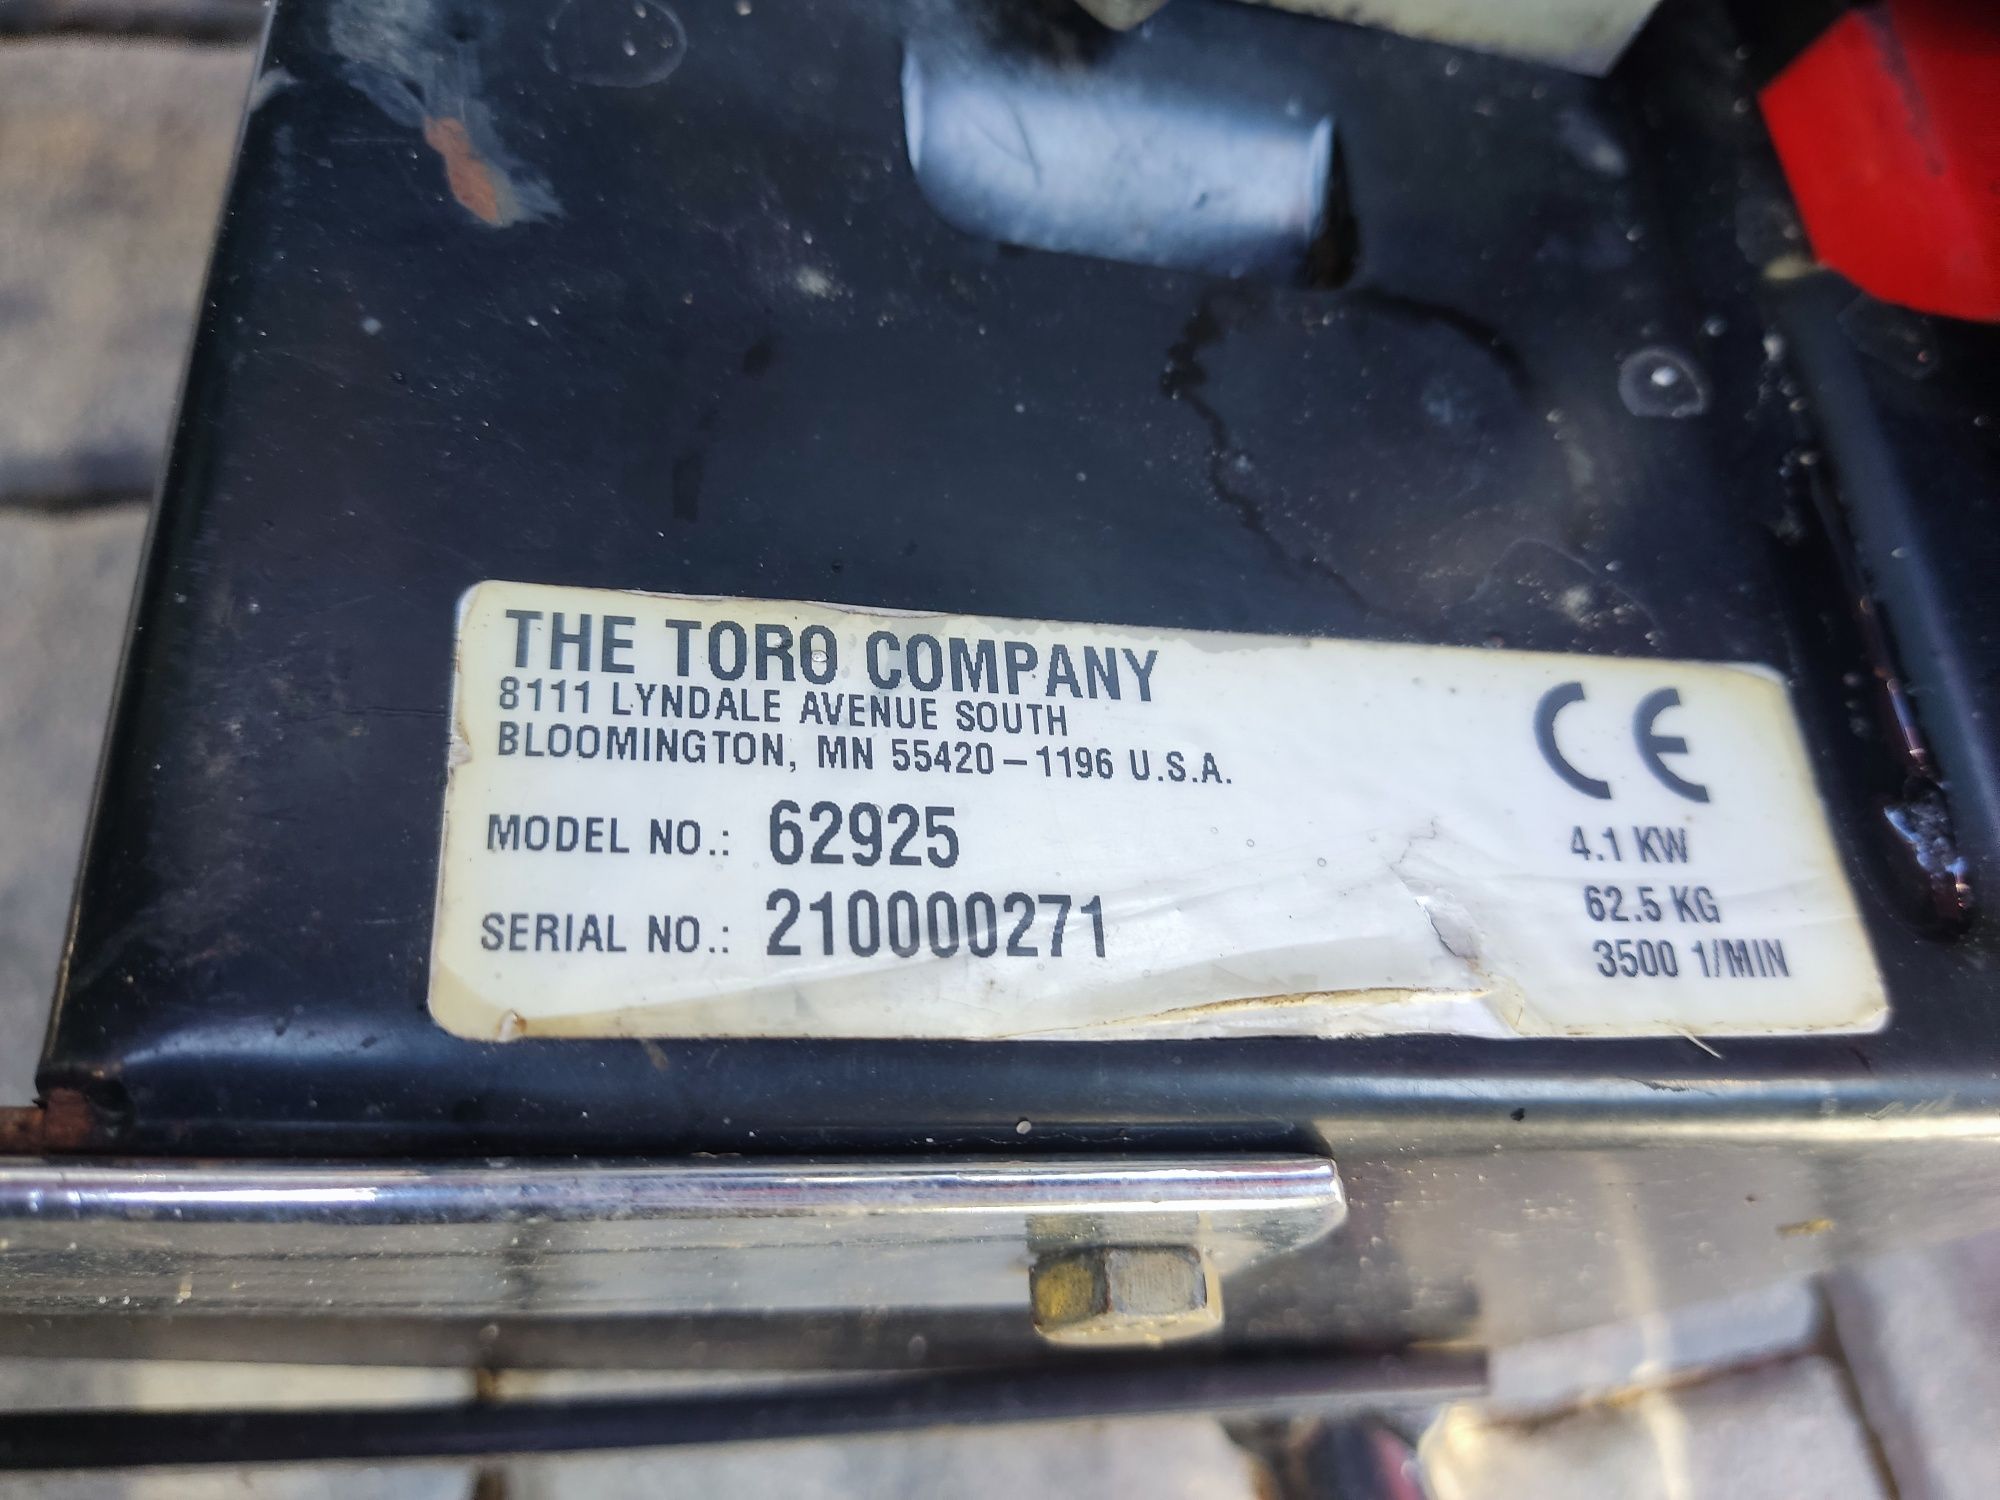 THE TORO COMPANY
8111 LYNDALE AVENUE SOUTH
BLOOMINGTON, MN 55420-1196 U.S.A.
MODEL NO.: 62925
SERIAL NO.: 210000271
CE
4.1 KW
62.5 KG
3500 1/MIN